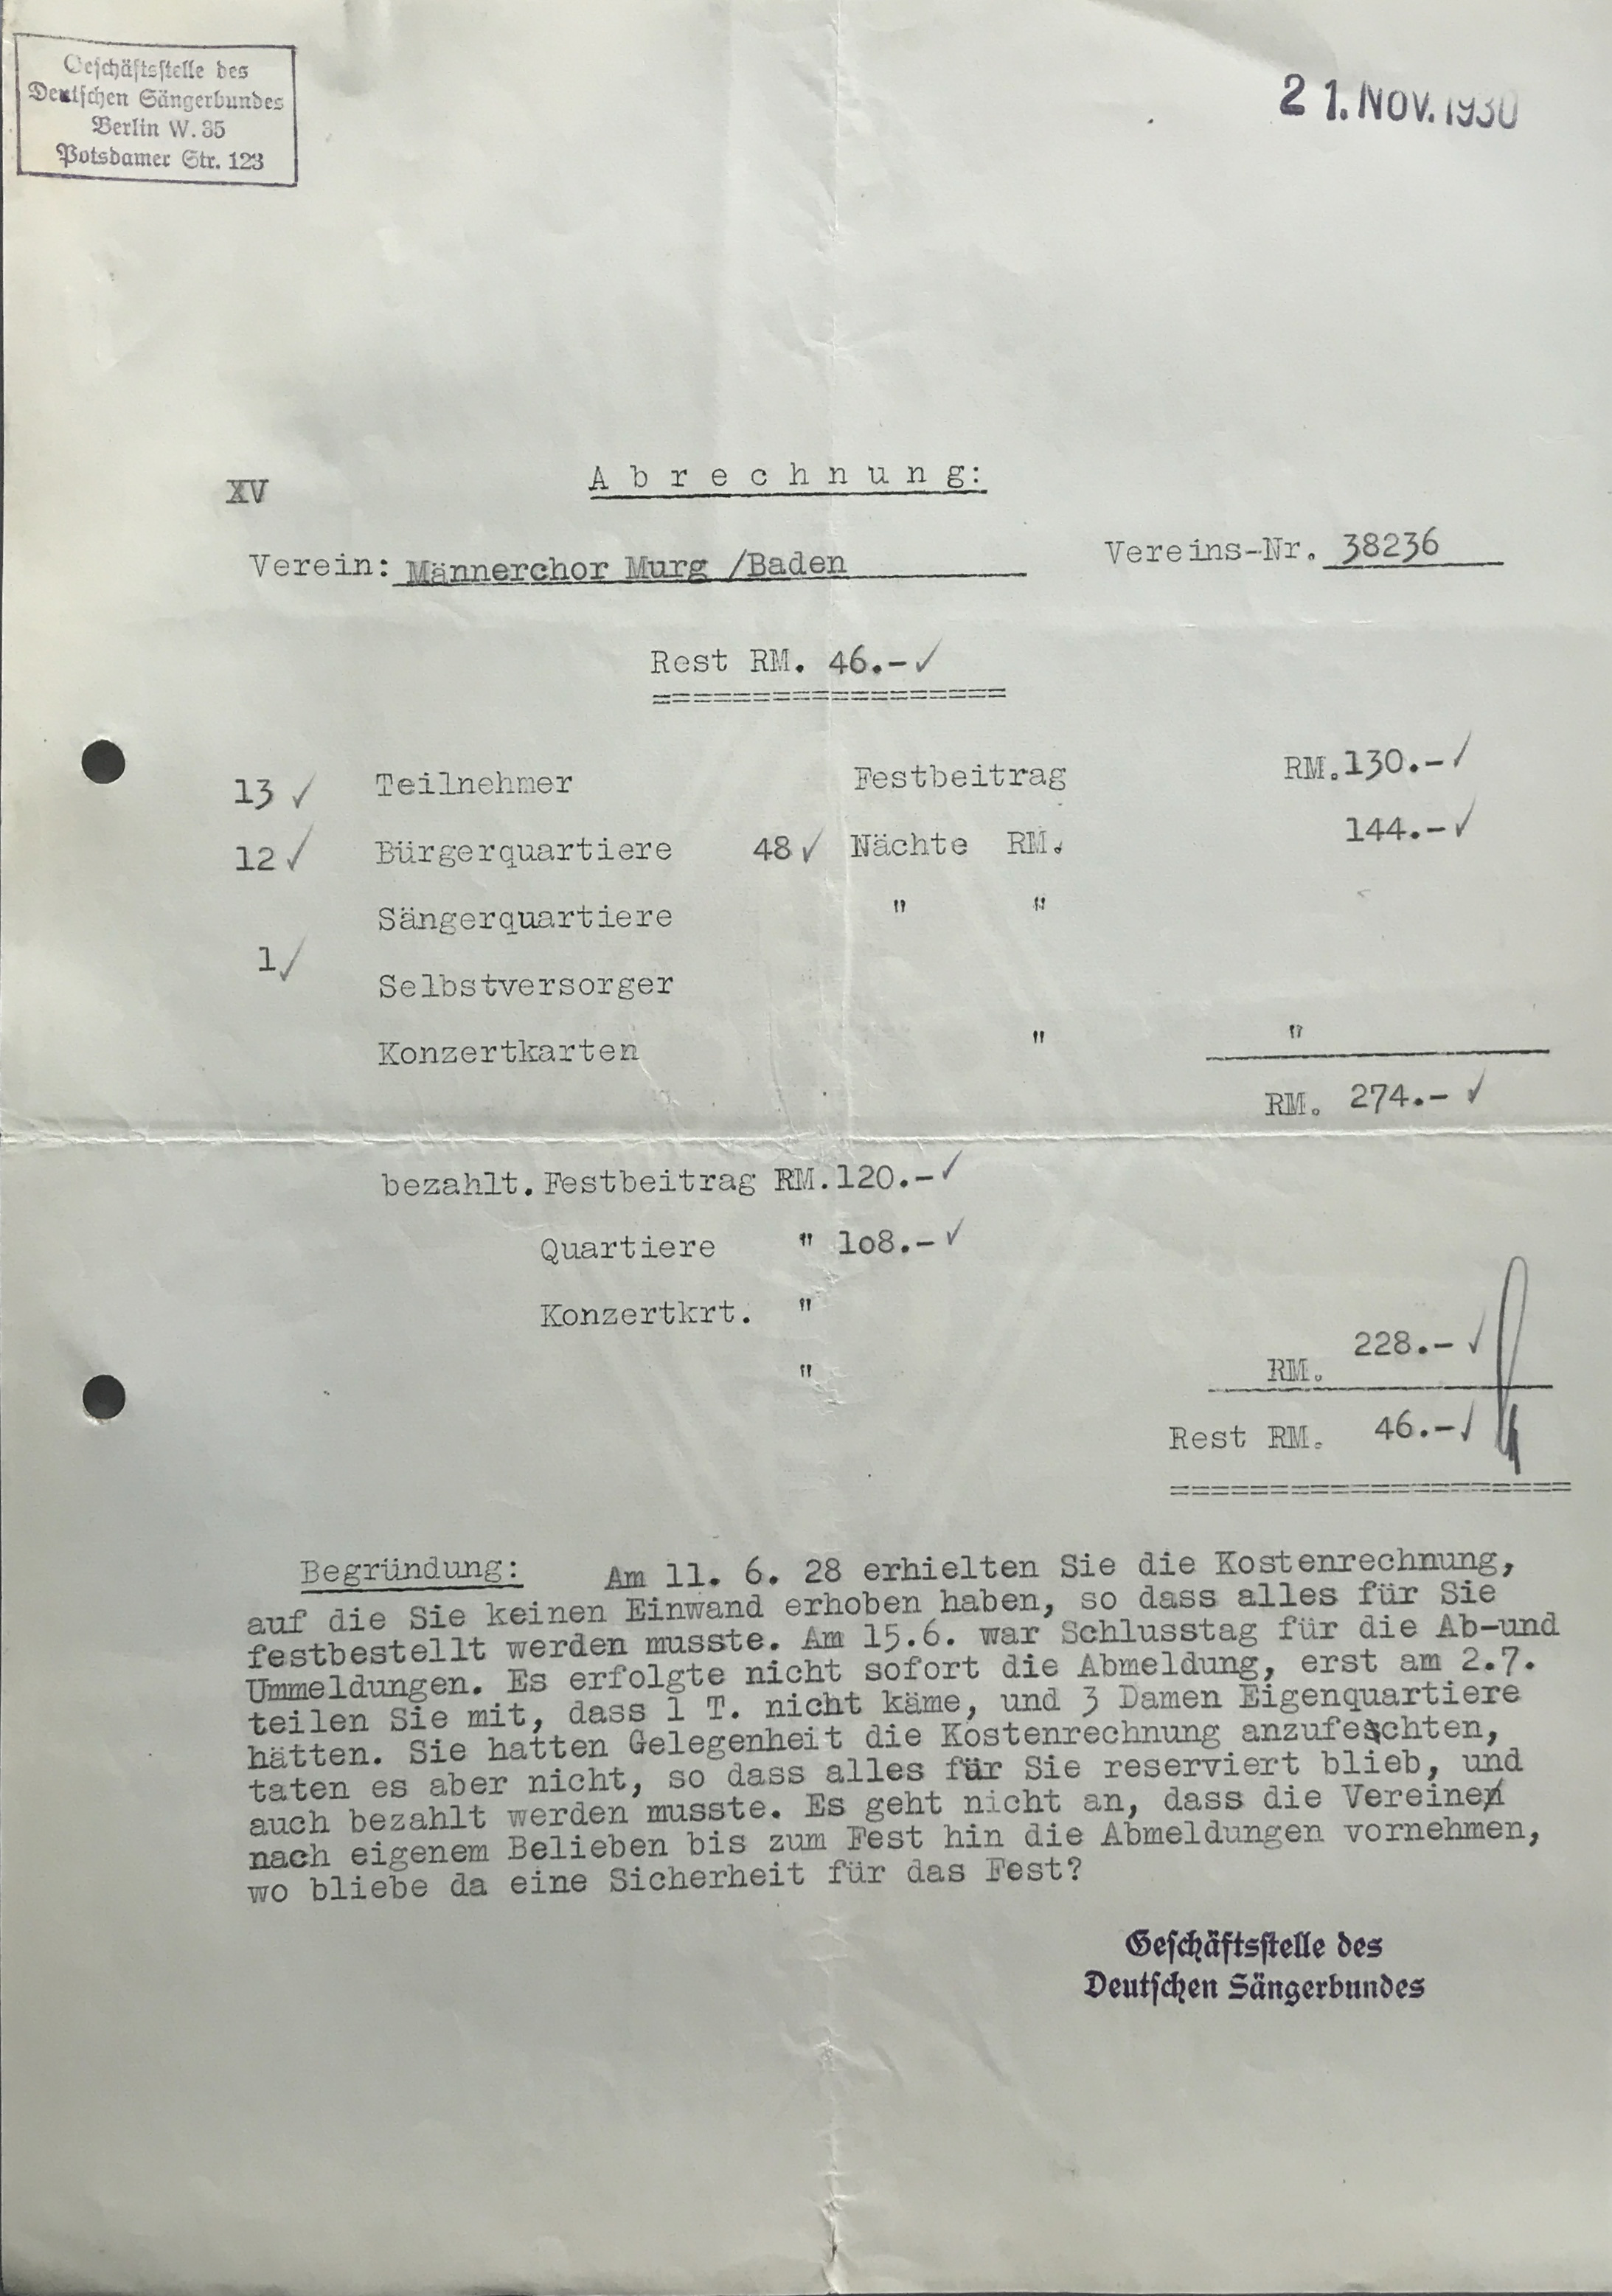 Geschäftsstelle des
Deutschen Sängerbundes
Berlin W. 35
Potsdamer Str. 123
21. NOV. 1930
XV
Abrechnung:
Verein: Männerchor Murg /Baden Vereins-Nr. 38236
Rest RM. 46.-✓
==================
13 ✓ Teilnehmer Festbeitrag RM.130.-✓
12 ✓ Bürgerquartiere 48 ✓ Nächte RM. 144.-✓
Sängerquartiere " "
1 ✓ Selbstversorger
Konzertkarten " "
RM. 274.- ✓
bezahlt. Festbeitrag RM.120.-✓
Quartiere " 1o8.-✓
Konzertkrt. "
"
RM. 228.- ✓
Rest RM. 46.-✓
====================
Begründung: Am 11. 6. 28 erhielten Sie die Kostenrechnung,
auf die Sie keinen Einwand erhoben haben, so dass alles für Sie
festbestellt werden musste. Am 15.6. war Schlusstag für die Ab-und
Ummeldungen. Es erfolgte nicht sofort die Abmeldung, erst am 2.7.
teilen Sie mit, dass 1 T. nicht käme, und 3 Damen Eigenquartiere
hätten. Sie hatten Gelegenheit die Kostenrechnung anzufechten,
taten es aber nicht, so dass alles für Sie reserviert blieb, und
auch bezahlt werden musste. Es geht nicht an, dass die Vereine
nach eigenem Belieben bis zum Fest hin die Abmeldungen vornehmen,
wo bliebe da eine Sicherheit für das Fest?
Geschäftsstelle des
Deutschen Sängerbundes